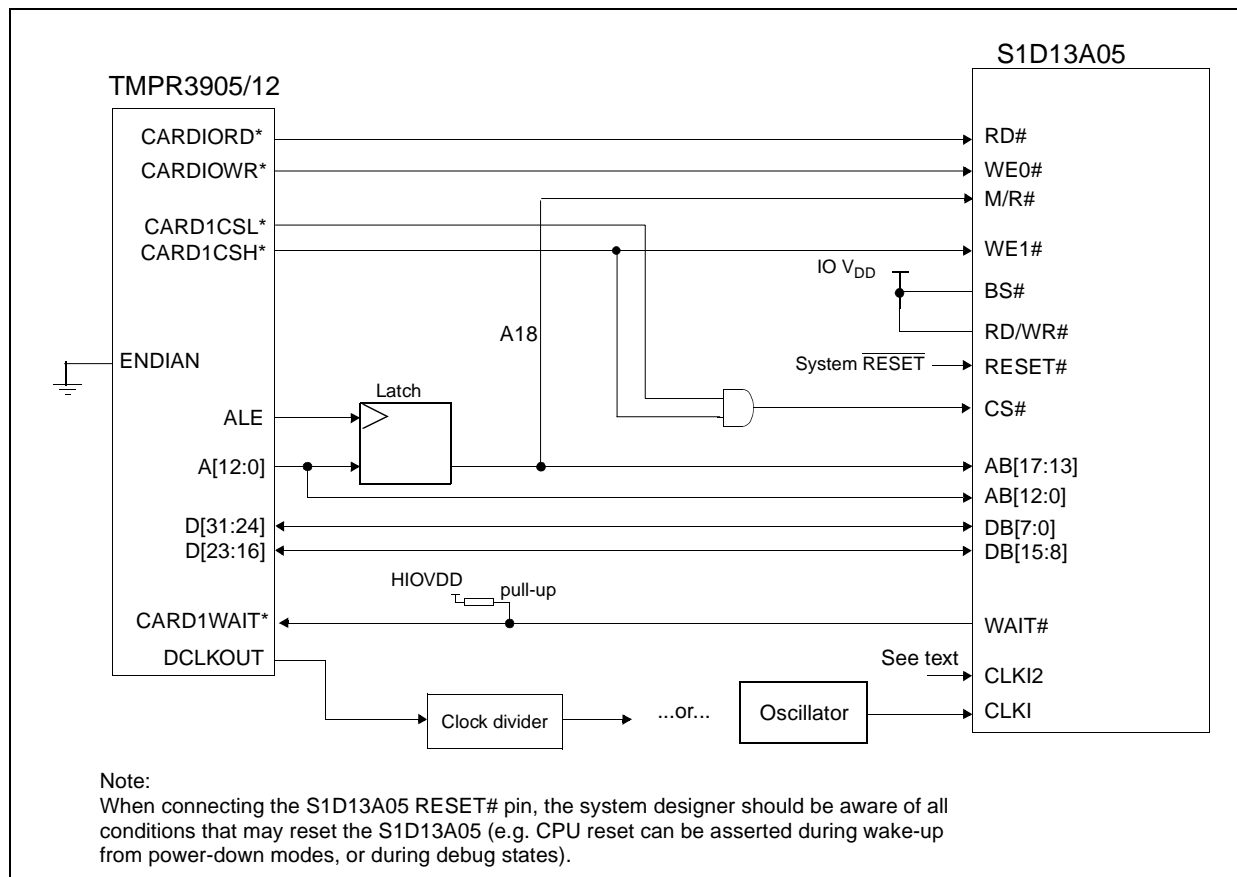 S1D13A05
TMPR3905/12
CARDIORD*
RD#
CARDIOWR*
WE0#
M/R#
CARD1CSL*
CARD1CSH*
WE1#
IO VDD
BS#
A18
RD/WR#
ENDIAN
System RESET
RESET#
Latch
ALE
CS#
A[12:0]
AB[17:13]
AB[12:0]
D[31:24]
DB[7:0]
D[23:16]
DB[15:8]
HIOVDD
pull-up
CARD1WAIT*
WAIT#
DCLKOUT
See text
CLKI2
Clock divider
...or...
Oscillator
CLKI
Note:
When connecting the S1D13A05 RESET# pin, the system designer should be aware of all
conditions that may reset the S1D13A05 (e.g. CPU reset can be asserted during wake-up
from power-down modes, or during debug states).